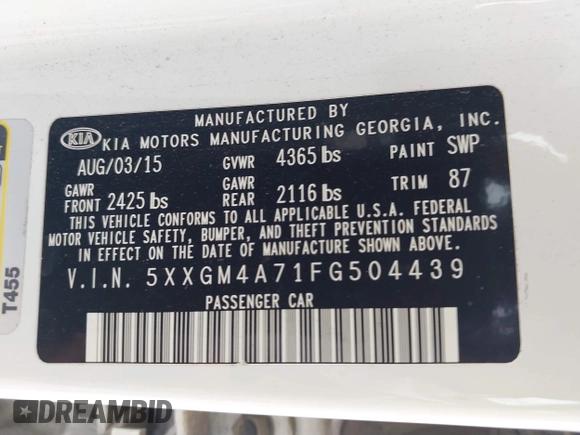 MANUFACTURED BY
KIA KIA MOTORS MANUFACTURING GEORGIA, INC.
AUG/03/15 GVWR 4365 lbs PAINT SWP
GAWR FRONT 2425 lbs GAWR REAR 2116 lbs TRIM 87
THIS VEHICLE CONFORMS TO ALL APPLICABLE U.S.A. FEDERAL
MOTOR VEHICLE SAFETY, BUMPER, AND THEFT PREVENTION STANDARDS
IN EFFECT ON THE DATE OF MANUFACTURE SHOWN ABOVE.
V.I.N. 5XXGM4A71FG504439
PASSENGER CAR
T455
DREAMBID